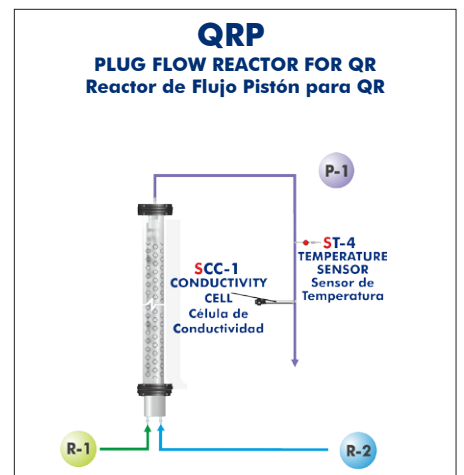 QRP
PLUG FLOW REACTOR FOR QR
Reactor de Flujo Pistón para QR
P-1
ST-4
TEMPERATURE
SENSOR
Sensor de
Temperatura
SCC-1
CONDUCTIVITY
CELL
Célula de
Conductividad
R-1
R-2